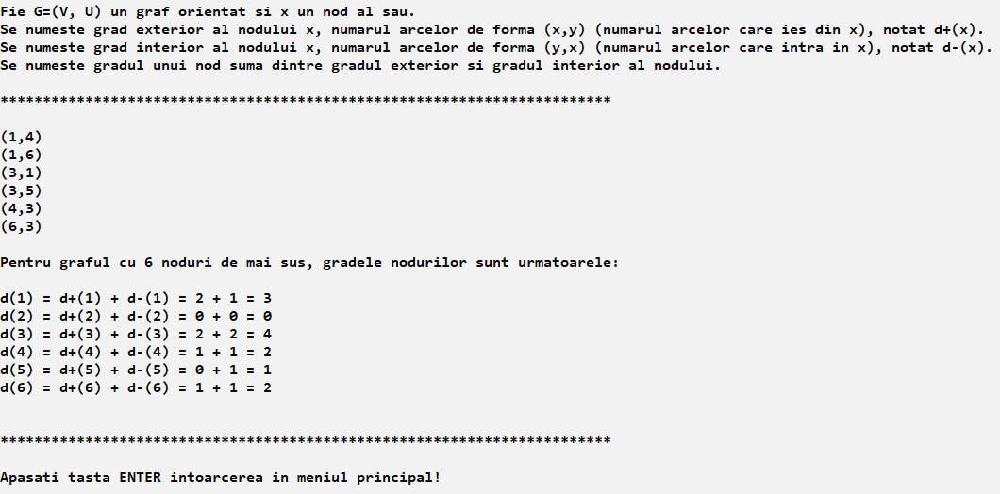 Fie G=(V, U) un graf orientat si x un nod al sau.
Se numeste grad exterior al nodului x, numarul arcelor de forma (x,y) (numarul arcelor care ies din x), notat d+(x).
Se numeste grad interior al nodului x, numarul arcelor de forma (y,x) (numarul arcelor care intra in x), notat d-(x).
Se numeste gradul unui nod suma dintre gradul exterior si gradul interior al nodului.
************************************************************************
(1,4)
(1,6)
(3,1)
(3,5)
(4,3)
(6,3)
Pentru graful cu 6 noduri de mai sus, gradele nodurilor sunt urmatoarele:
d(1) = d+(1) + d-(1) = 2 + 1 = 3
d(2) = d+(2) + d-(2) = 0 + 0 = 0
d(3) = d+(3) + d-(3) = 2 + 2 = 4
d(4) = d+(4) + d-(4) = 1 + 1 = 2
d(5) = d+(5) + d-(5) = 0 + 1 = 1
d(6) = d+(6) + d-(6) = 1 + 1 = 2
************************************************************************
Apasati tasta ENTER intoarcerea in meniul principal!